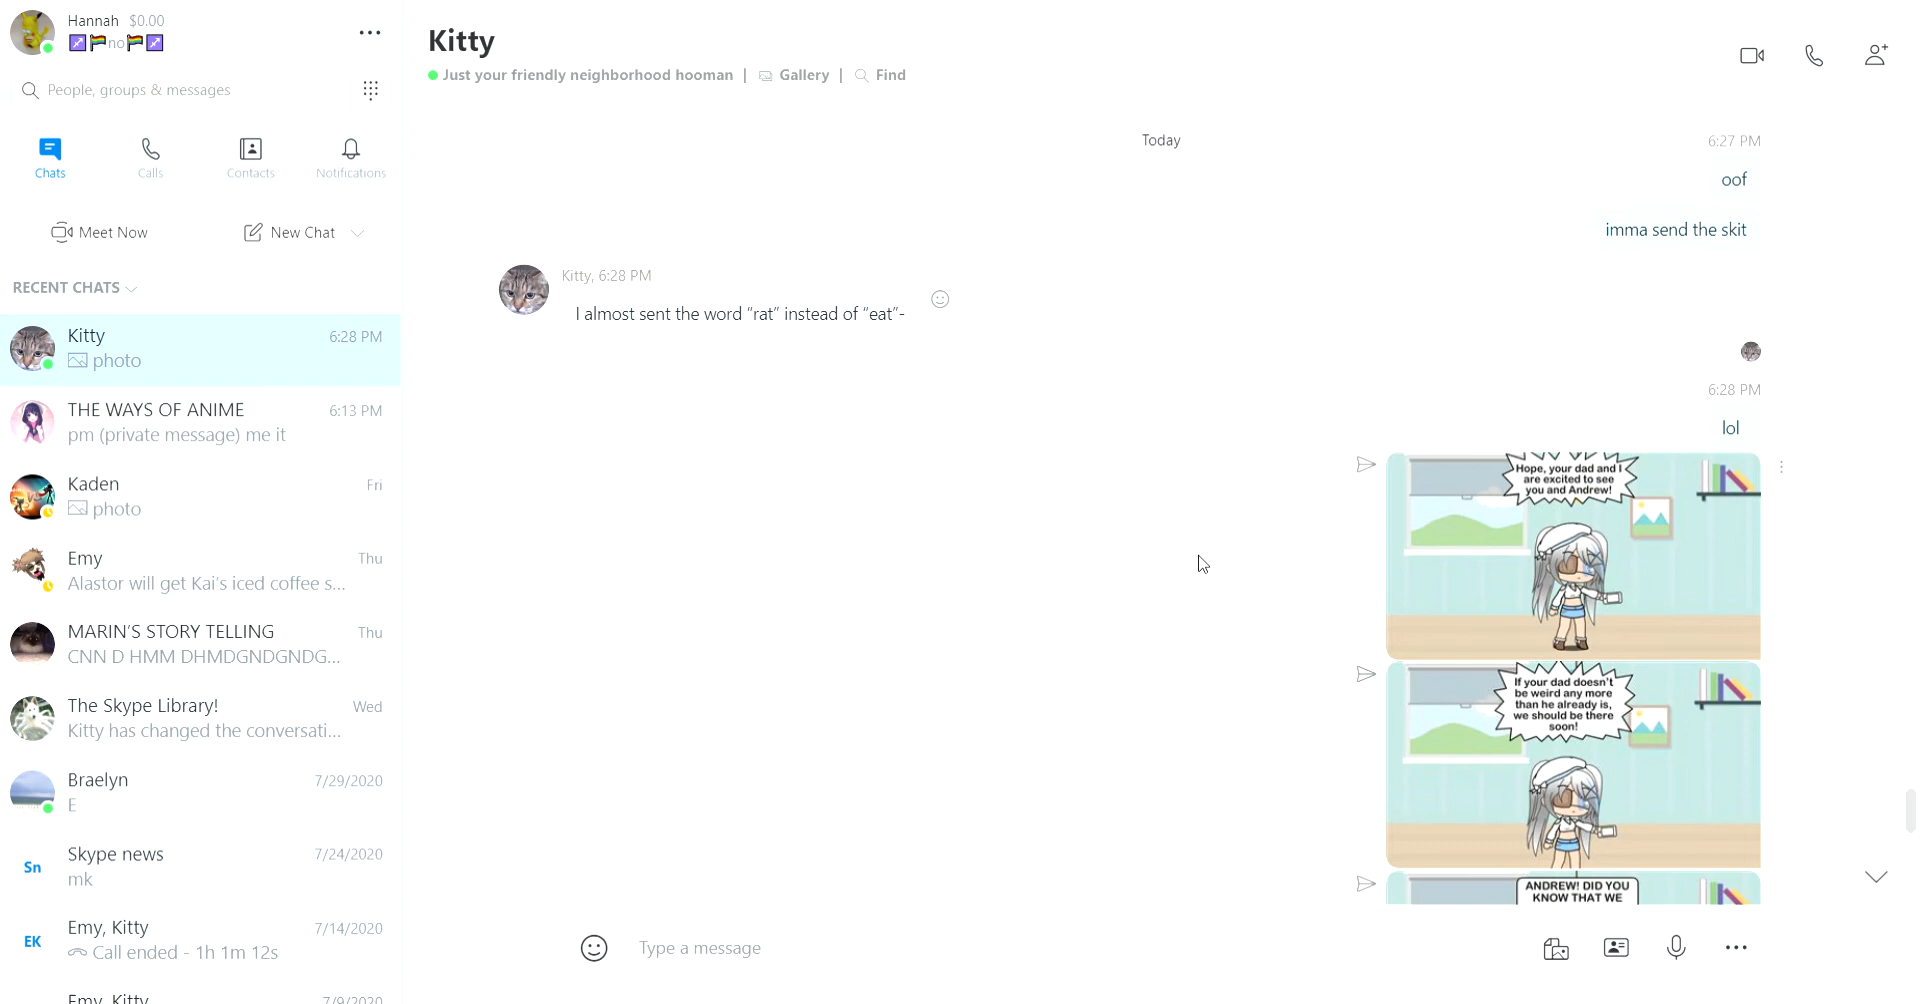 Hannah $0.00
no
People, groups & messages
Chats
Calls
Contacts
Notifications
Meet Now
New Chat
RECENT CHATS
Kitty 6:28 PM
photo
THE WAYS OF ANIME 6:13 PM
pm (private message) me it
Kaden Fri
photo
Emy Thu
Alastor will get Kai's iced coffee s...
MARIN'S STORY TELLING Thu
CNN D HMM DHMDGNDGNDG...
The Skype Library! Wed
Kitty has changed the conversati...
Braelyn 7/29/2020
E
Sn
Skype news 7/24/2020
mk
EK
Emy, Kitty 7/14/2020
Call ended - 1h 1m 12s
Emy, Kitty 7/9/2020
Kitty
Just your friendly neighborhood hooman | Gallery | Find
Today
6:27 PM
oof
imma send the skit
Kitty, 6:28 PM
I almost sent the word “rat” instead of “eat”-
6:28 PM
lol
Hope, your dad and I
are excited to see
you and Andrew!
If your dad doesn't
be weird any more
than he already is,
we should be there
soon!
ANDREW! DID YOU
KNOW THAT WE
Type a message